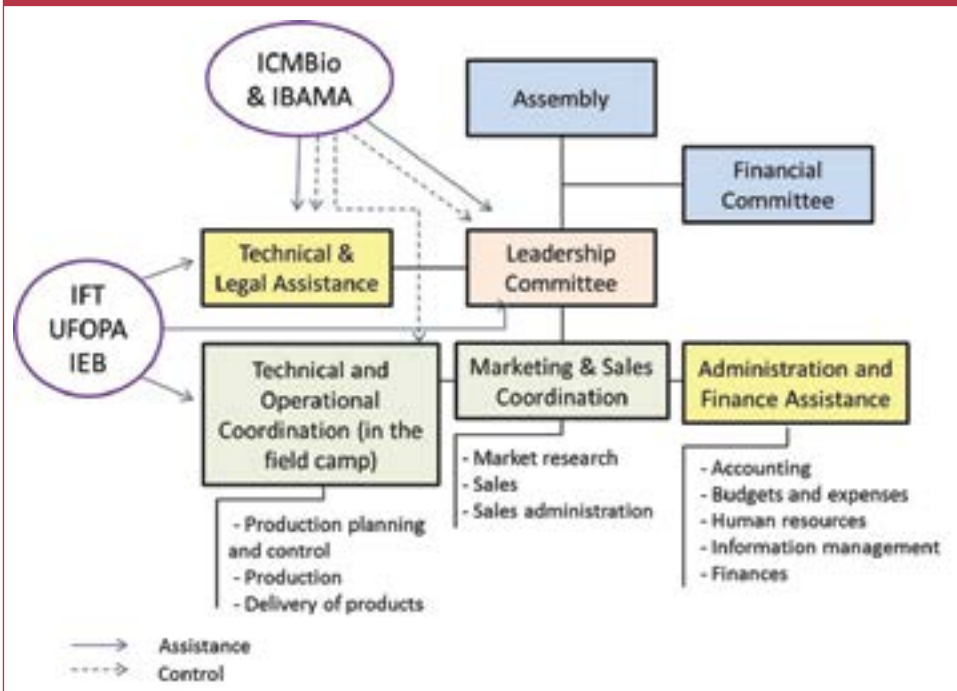 ICMBio
& IBAMA
Assembly
Financial
Committee
Technical &
Legal Assistance
Leadership
Committee
IFT
UFOPA
IEB
Technical and
Operational
Coordination (in the
field camp)
Marketing & Sales
Coordination
Administration and
Finance Assistance
- Market research
- Sales
- Sales administration
- Accounting
- Budgets and expenses
- Human resources
- Information management
- Finances
- Production planning
and control
- Production
- Delivery of products
Assistance
Control